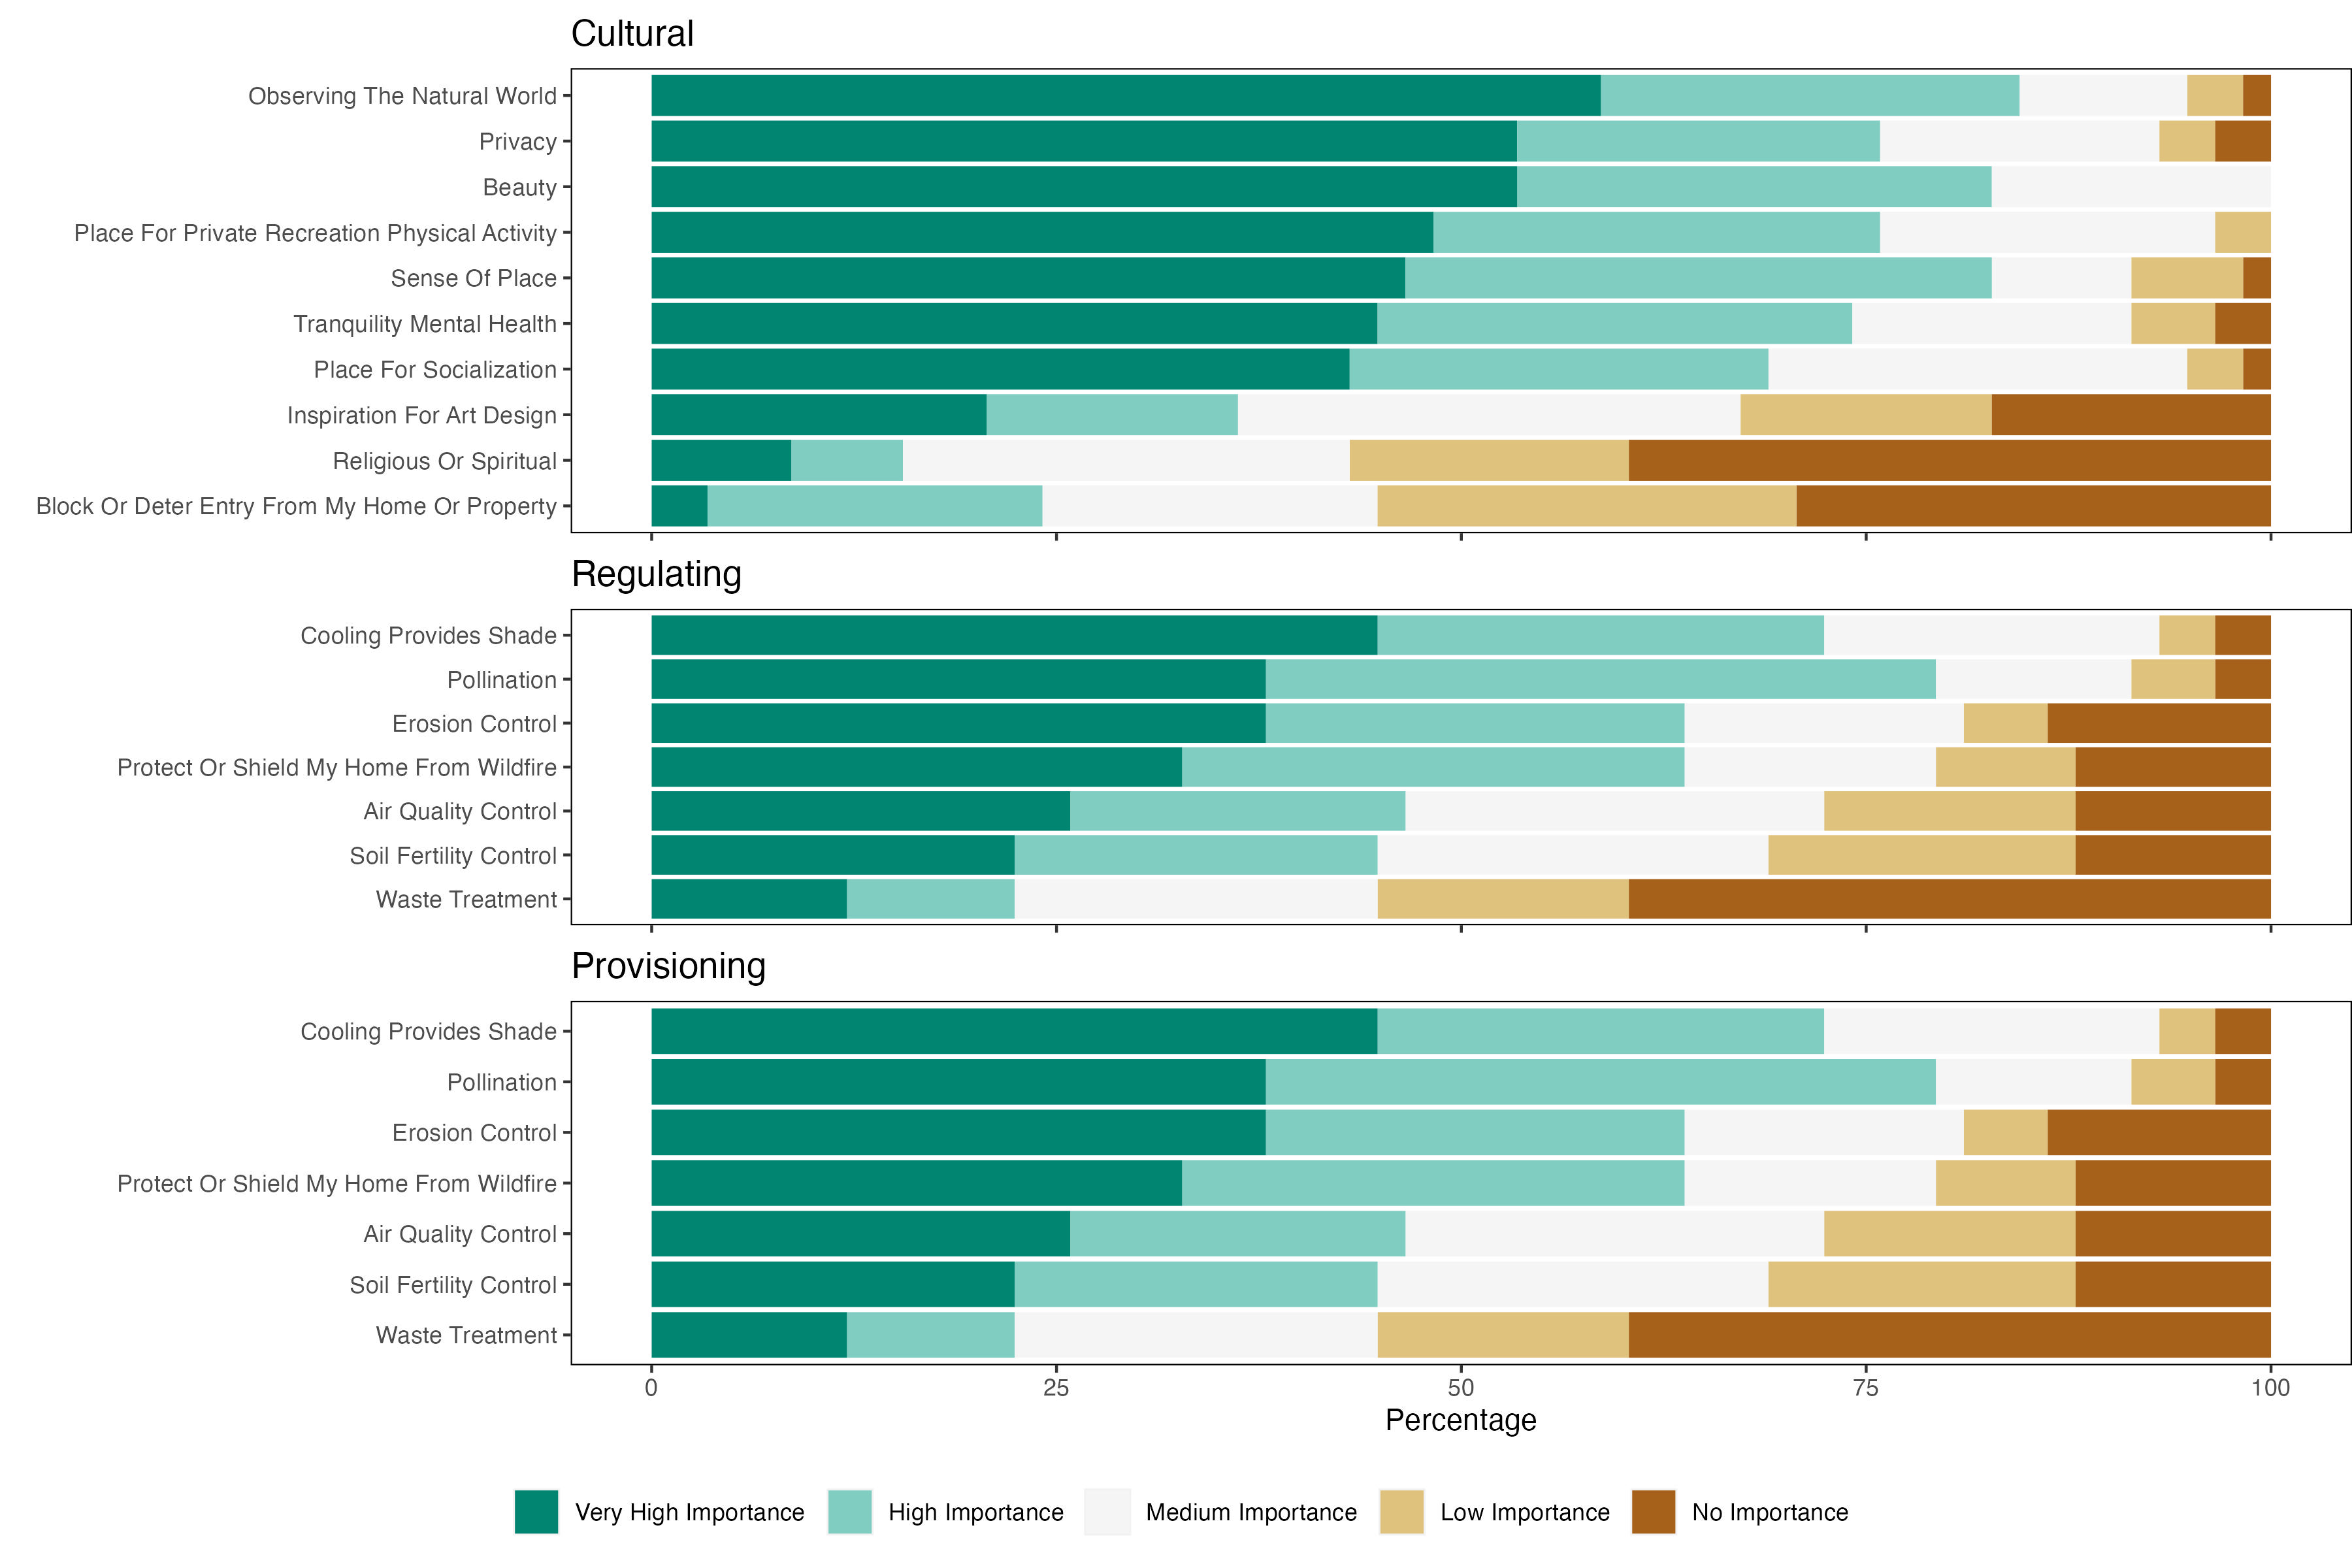 Cultural
Observing The Natural World
Privacy
Beauty
Place For Private Recreation Physical Activity
Sense Of Place
Tranquility Mental Health
Place For Socialization
Inspiration For Art Design
Religious Or Spiritual
Block Or Deter Entry From My Home Or Property
Regulating
Cooling Provides Shade
Pollination
Erosion Control
Protect Or Shield My Home From Wildfire
Air Quality Control
Soil Fertility Control
Waste Treatment
Provisioning
Cooling Provides Shade
Pollination
Erosion Control
Protect Or Shield My Home From Wildfire
Air Quality Control
Soil Fertility Control
Waste Treatment
0 25 50 75 100
Percentage
Very High Importance High Importance Medium Importance Low Importance No Importance